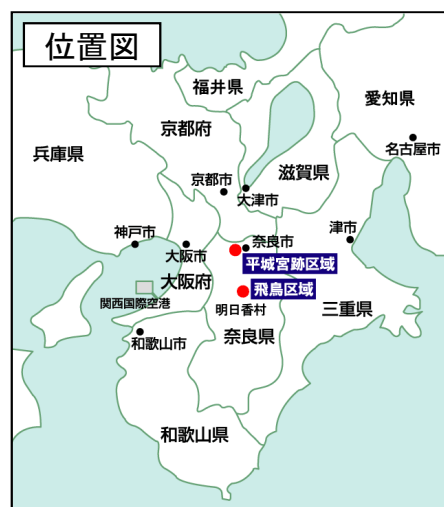 位置図
福井県
愛知県
京都府
兵庫県
名古屋市
滋賀県
京都市
大津市
神戸市
津市
大阪市
奈良市
平城宮跡区域
大阪府
飛鳥区域
関西国際空港
明日香村
三重県
和歌山市
奈良県
和歌山県